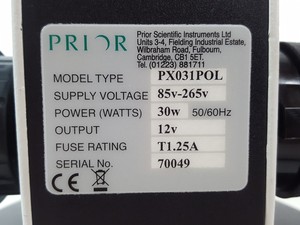 PRIOR
Prior Scientific Instruments Ltd
Units 3-4, Fielding Industrial Estate,
Wilbraham Road, Fulbourn,
Cambridge, CB1 5ET.
Tel. (01223) 881711
MODEL TYPE PX031POL
SUPPLY VOLTAGE 85v-265v
POWER (WATTS) 30w 50/60Hz
OUTPUT 12v
FUSE RATING T1.25A
SERIAL NO. 70049
CE